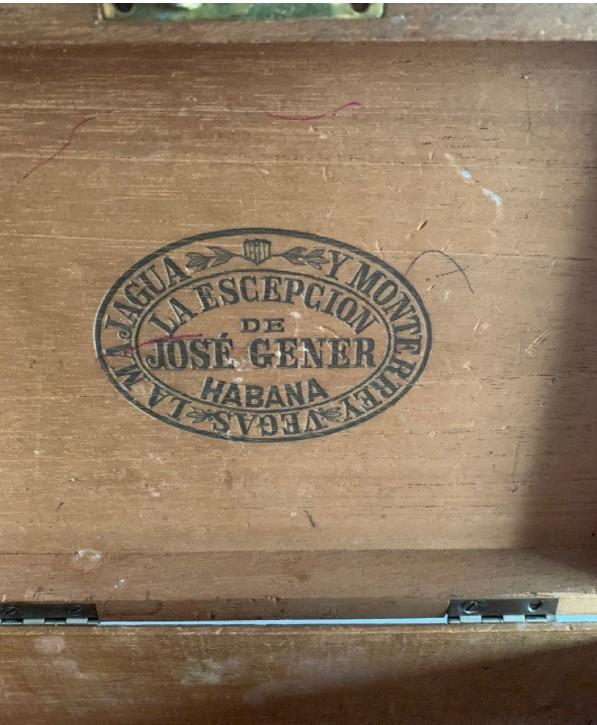 LA MAJAGUA Y MONTERREY
VEGAS
LA ESCEPCION
DE
JOSÉ GENER
HABANA